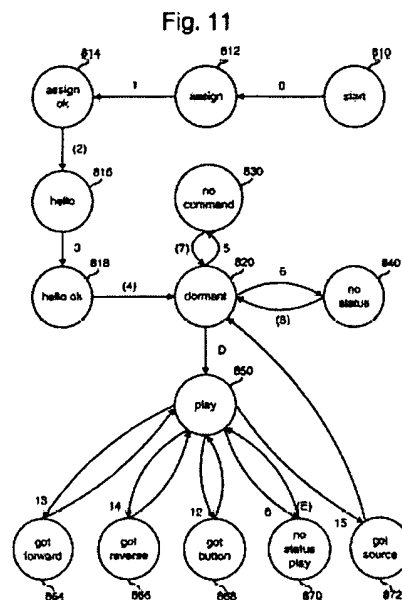 Fig. 11
814
812
810
assign
ok
1
assign
0
start
(2)
816
830
hello
no
command
3
(7)
5
818
820
840
hello ok
(4)
dormant
6
(8)
no
status
D
850
play
13
14
12
6
(E)
15
got
forward
got
reverse
got
button
no
status
play
got
source
864
866
868
870
872